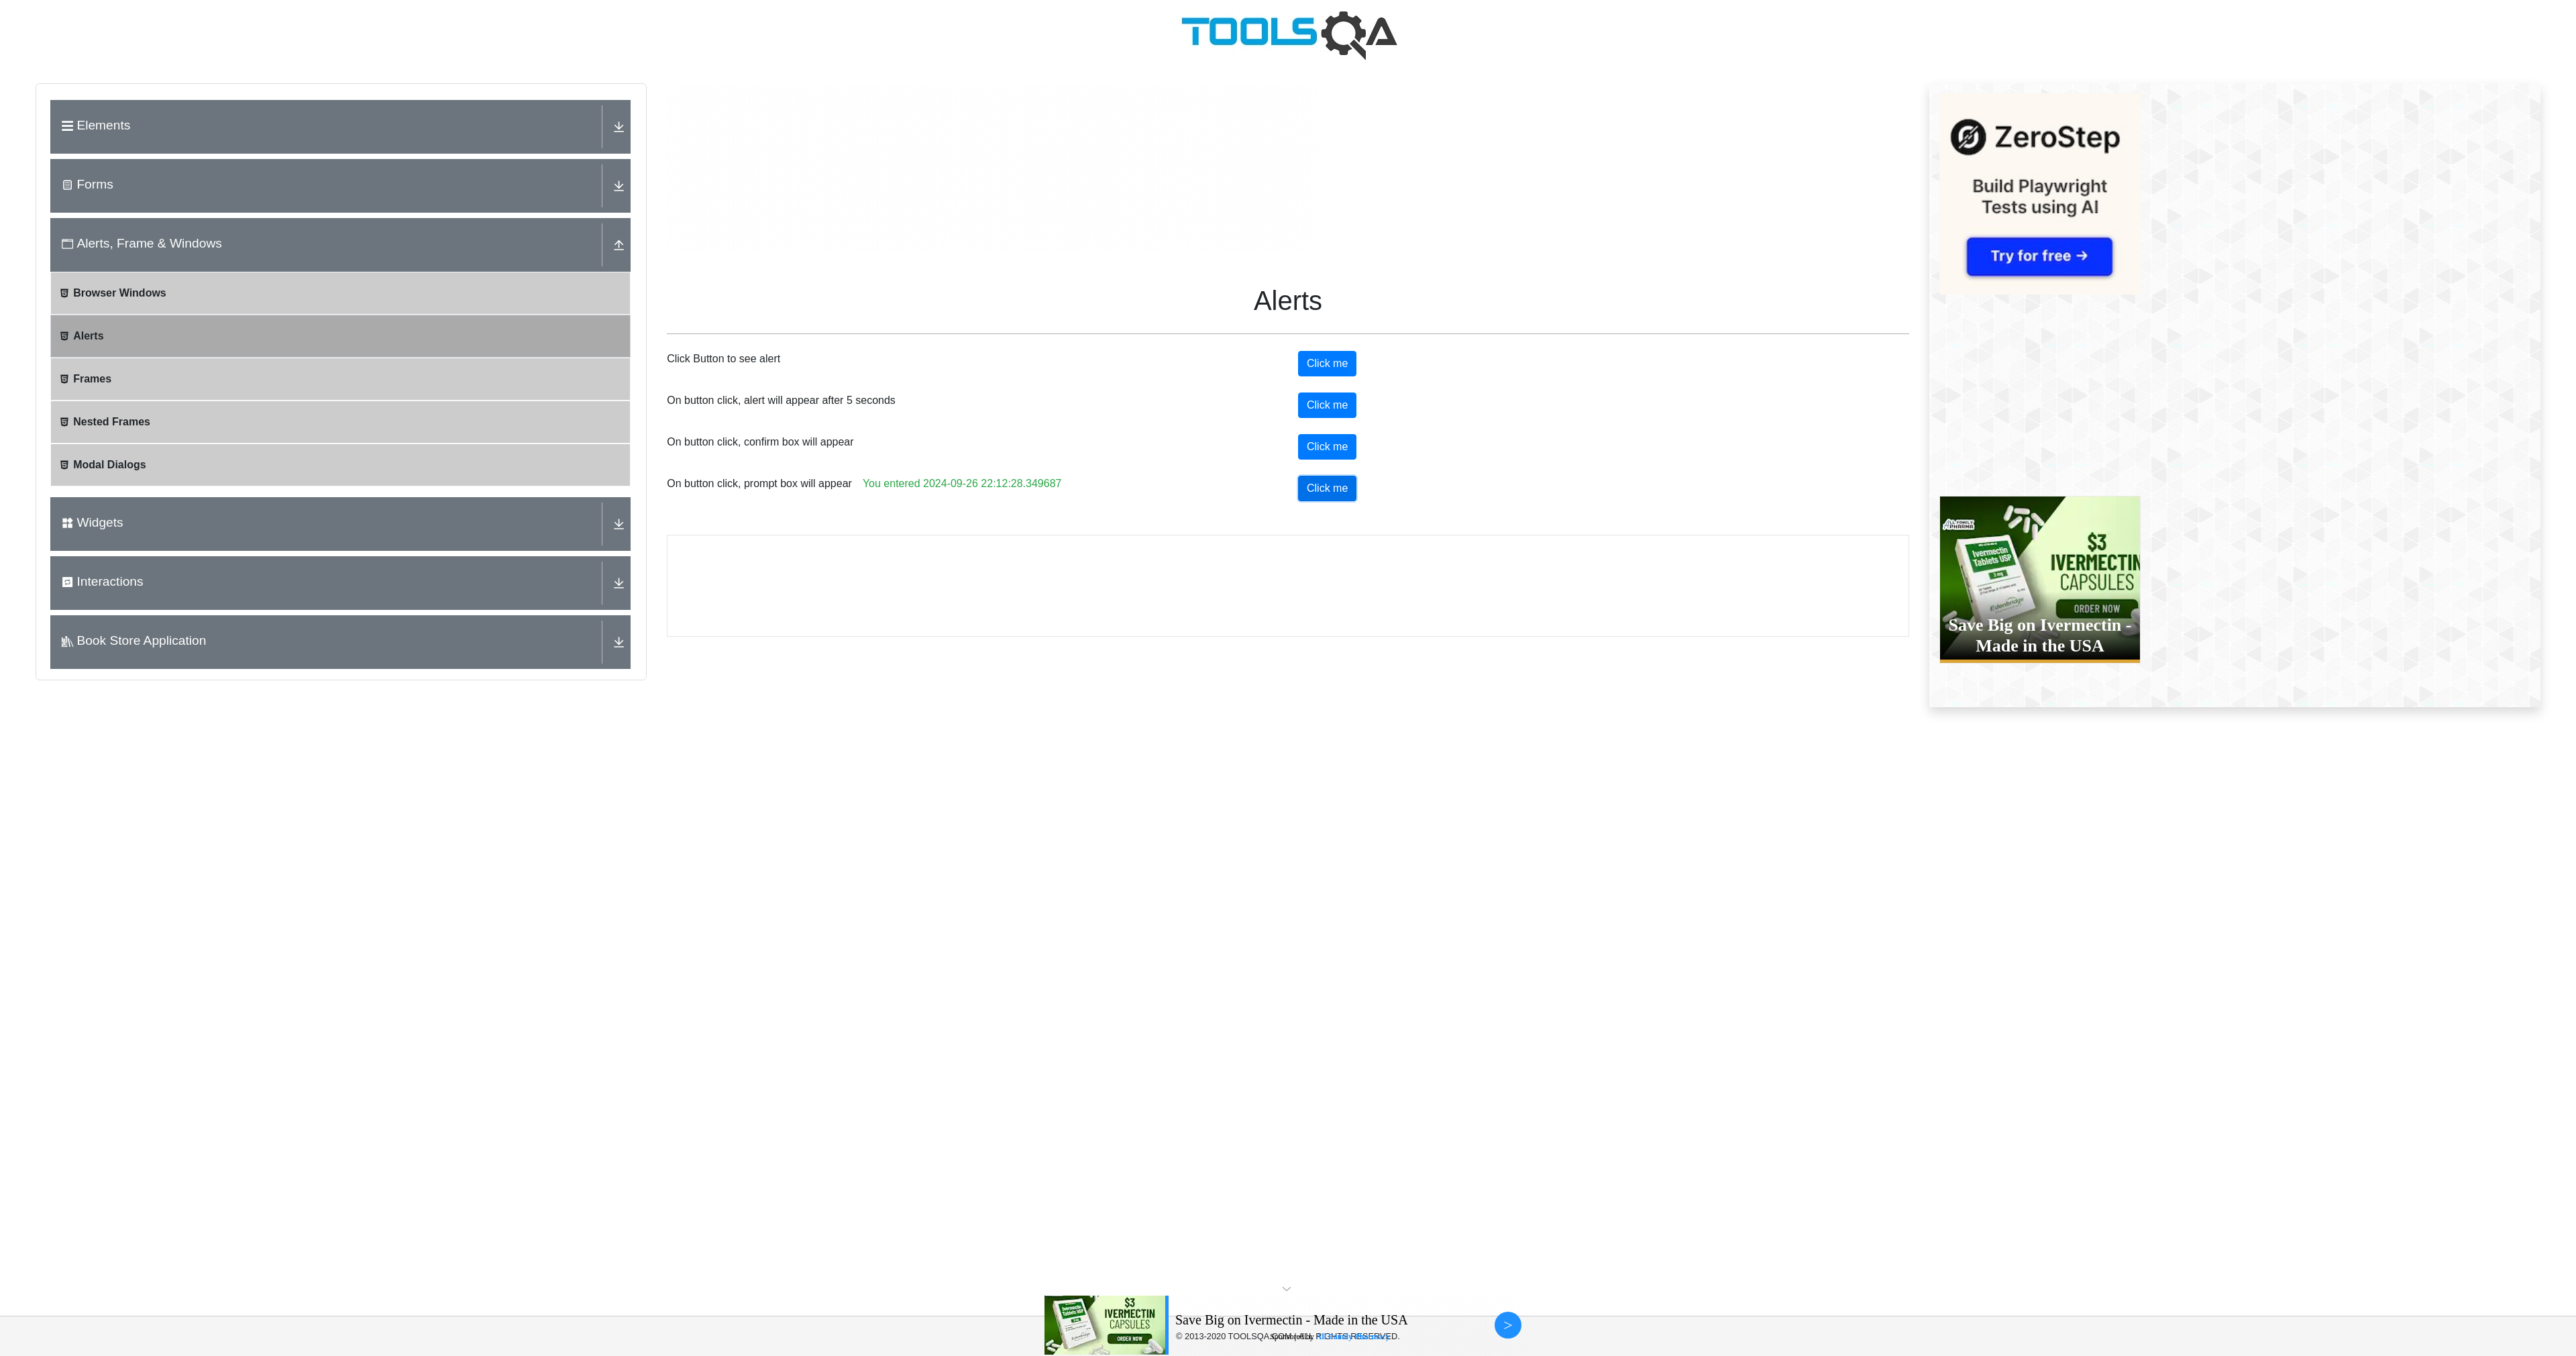 TOOLSQA
Elements
Forms
Alerts, Frame & Windows
Browser Windows
Alerts
Frames
Nested Frames
Modal Dialogs
Widgets
Interactions
Book Store Application
Alerts
Click Button to see alert
Click me
On button click, alert will appear after 5 seconds
Click me
On button click, confirm box will appear
Click me
On button click, prompt box will appear You entered 2024-09-26 22:12:28.349687
Click me
ZeroStep
Build Playwright
Tests using AI
Try for free →
Ivermectin
Tablets USP
$3
IVERMECTIN
CAPSULES
ORDER NOW
Edenbridge
Save Big on Ivermectin -
Made in the USA
$3
IVERMECTIN
CAPSULES
ORDER NOW
Save Big on Ivermectin - Made in the USA
© 2013-2020 TOOLSQA.COM | ALL RIGHTS RESERVED.
>